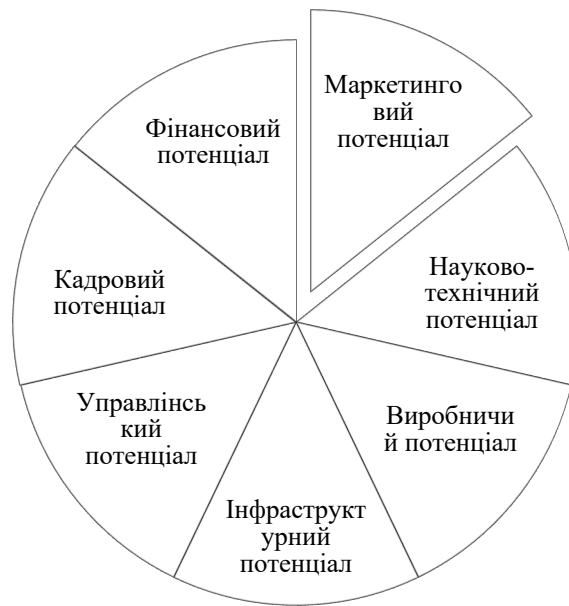 Маркетинго
вий
потенціал
Науково-
технічний
потенціал
Виробничи
й потенціал
Інфраструкт
урний
потенціал
Управлінсь
кий
потенціал
Кадровий
потенціал
Фінансовий
потенціал